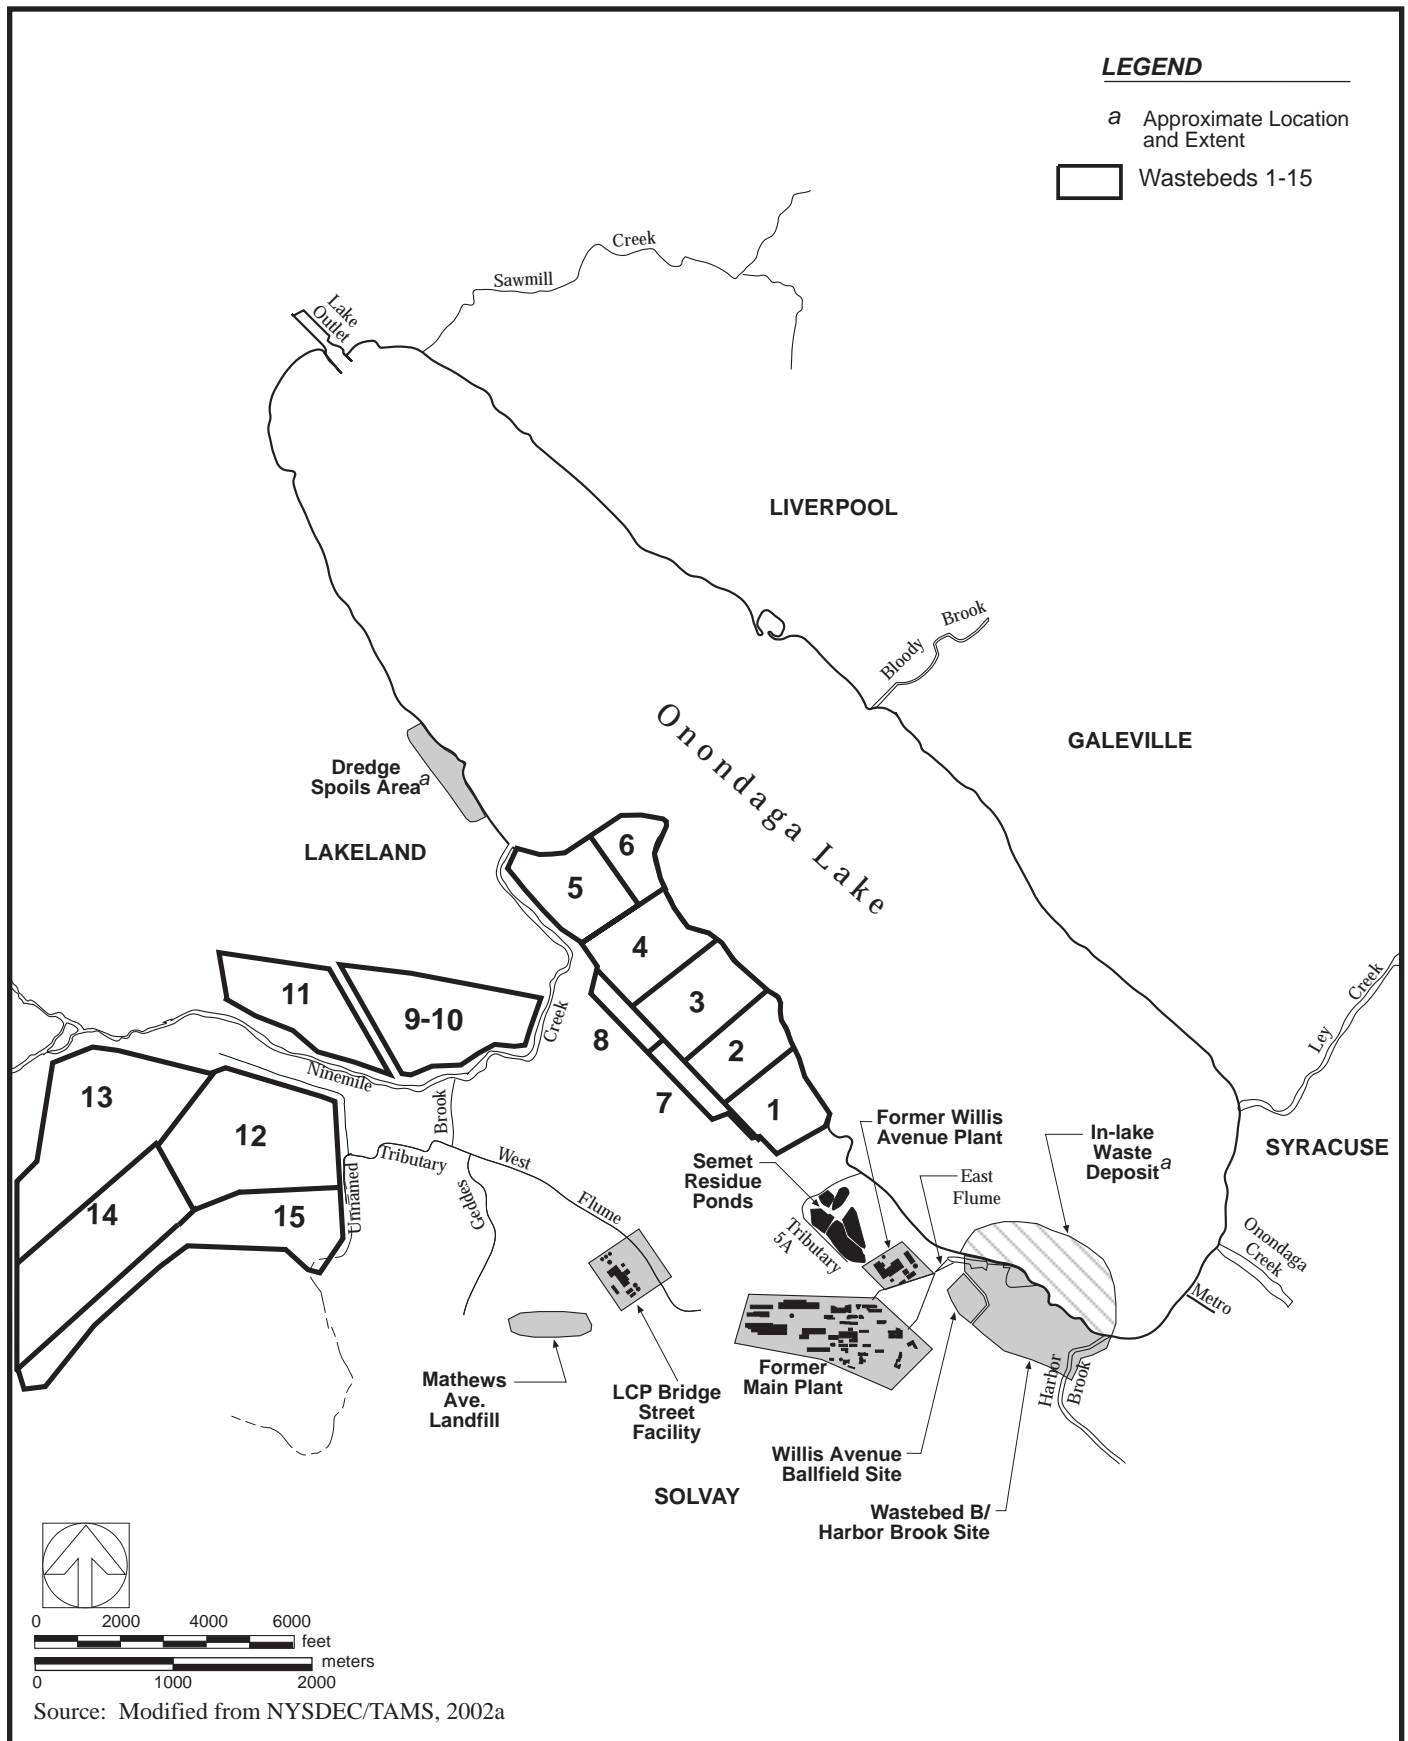 LEGEND
a Approximate Location
and Extent
Wastebeds 1-15
Creek
Sawmill
Lake
Outlet
LIVERPOOL
Bloody Brook
GALEVILLE
Onondaga Lake
Dredge
Spoils Area a
LAKELAND
6
5
4
3
2
1
8
7
11
9-10
Creek
Ninemile
13
12
14
15
Brook
Tributary
Unnamed
Geddes
West
Flume
Ley Creek
SYRACUSE
Former Willis
Avenue Plant
In-lake
Waste
Deposit a
Semet
Residue
Ponds
East
Flume
Tributary
5A
Onondaga
Creek
Metro
Mathews
Ave.
Landfill
LCP Bridge
Street
Facility
Former
Main Plant
Harbor
Brook
Willis Avenue
Ballfield Site
SOLVAY
Wastebed B/
Harbor Brook Site
0 2000 4000 6000
feet
meters
0 1000 2000
Source: Modified from NYSDEC/TAMS, 2002a